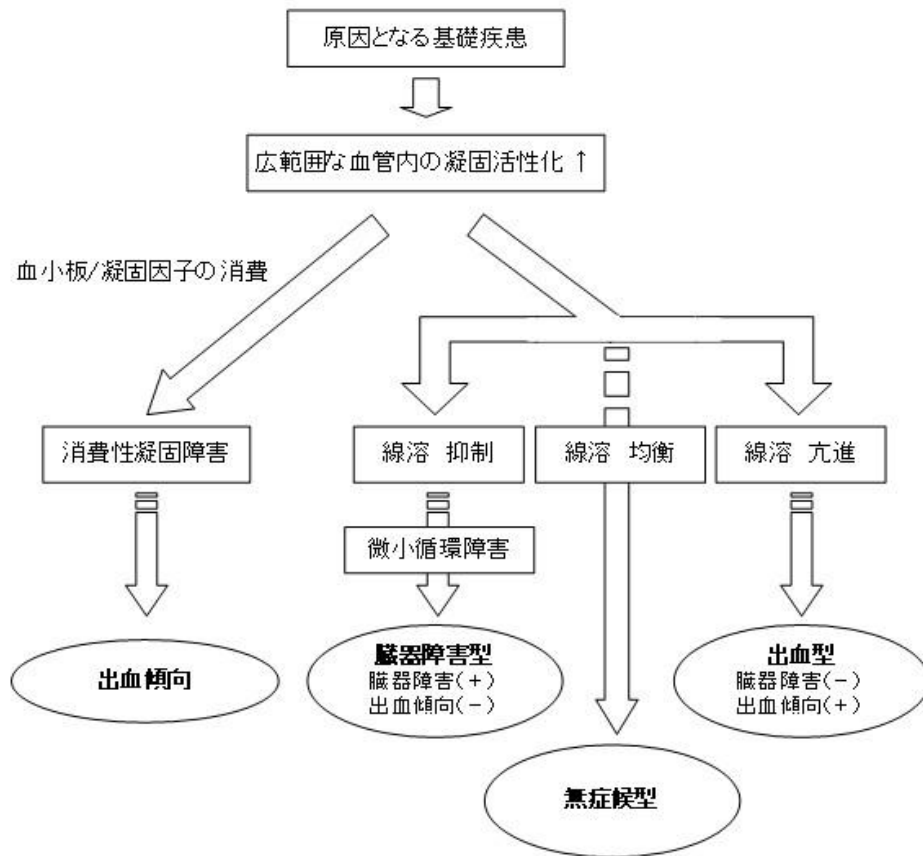 原因となる基礎疾患
広範囲な血管内の凝固活性化 ↑
血小板/凝固因子の消費
消費性凝固障害
線溶 抑制
線溶 均衡
線溶 亢進
微小循環障害
出血傾向
臓器障害型
臓器障害(+)
出血傾向(-)
出血型
臓器障害(-)
出血傾向(+)
無症候型